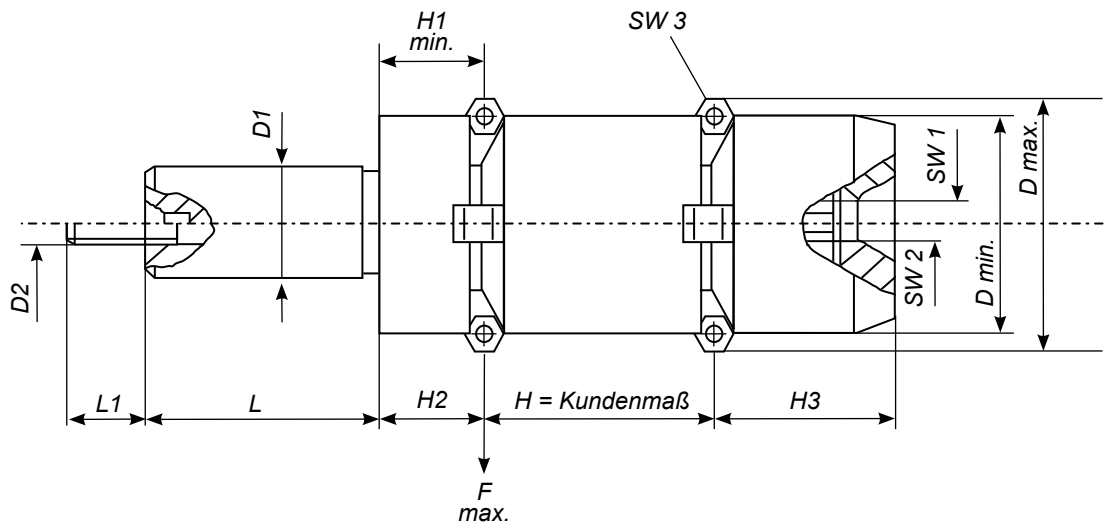 H1
min.
SW 3
D1
D max.
SW 1
D min.
SW 2
D2
L1
L
H2
H = Kundenmaß
H3
F
max.